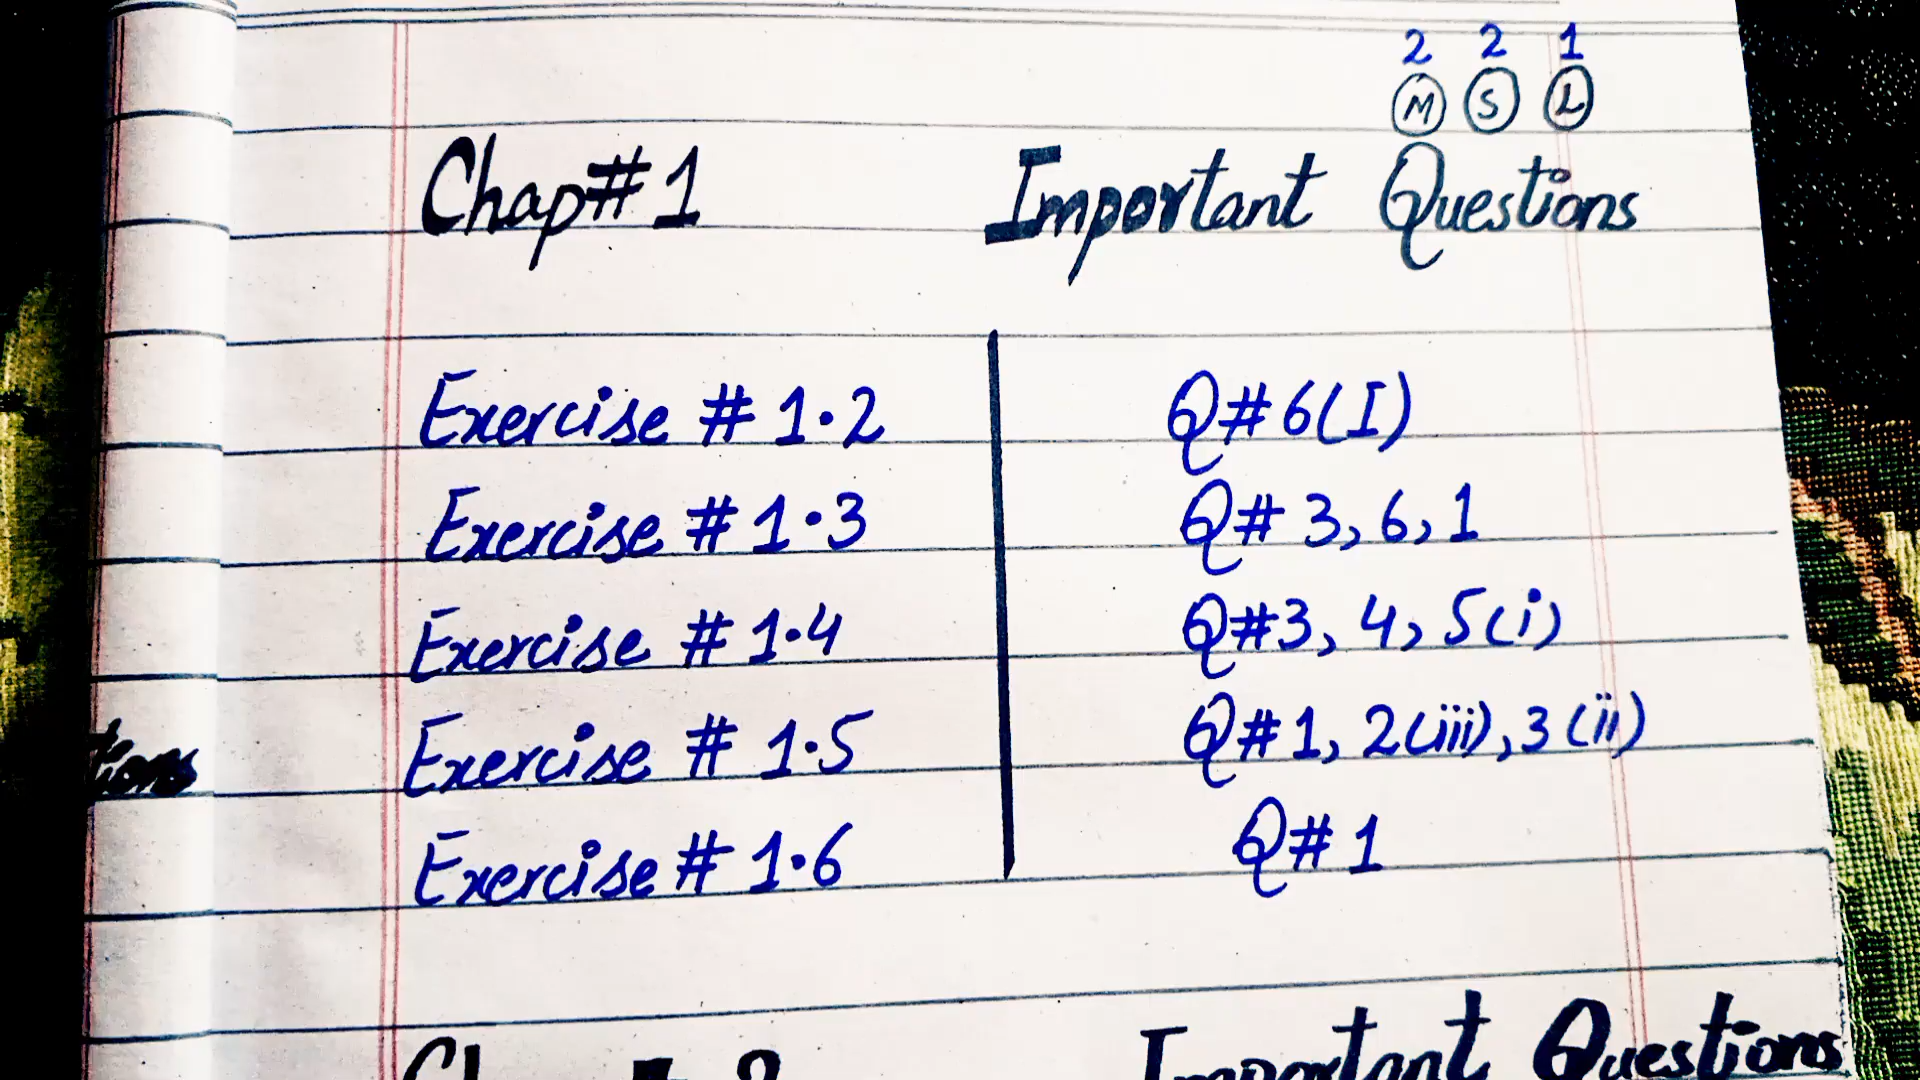 2 2 1
M S L
Chap# 1 Important Questions
Exercise # 1.2 Q# 6(I)
Exercise # 1.3 Q# 3, 6, 1
Exercise # 1.4 Q#3, 4, 5(i)
Exercise # 1.5 Q#1, 2(iii), 3(ii)
tions
Exercise # 1.6 Q# 1
Important Questions